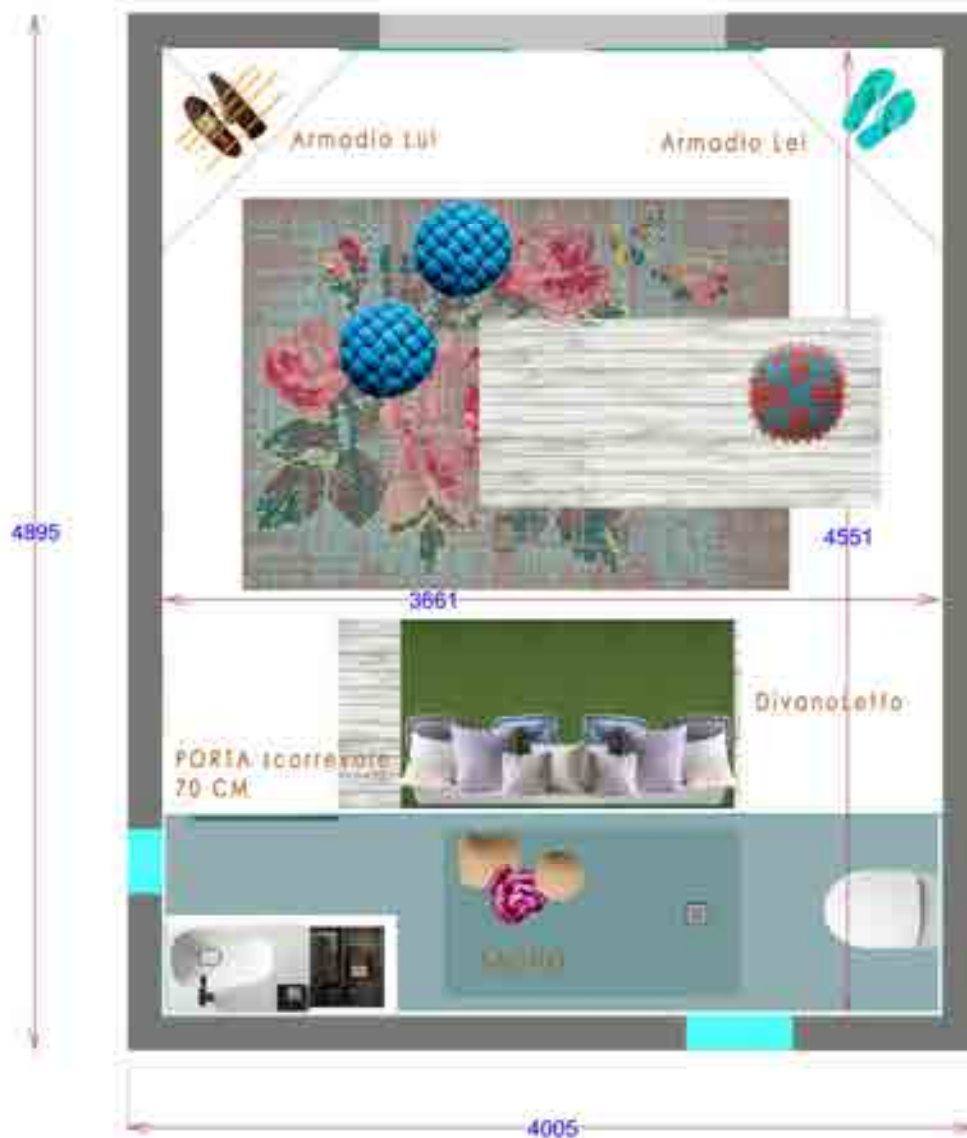 Armadio Lui
Armadio Lei
4895
4551
3661
DivanoLetto
PORTA scorrevole
70 CM
4005